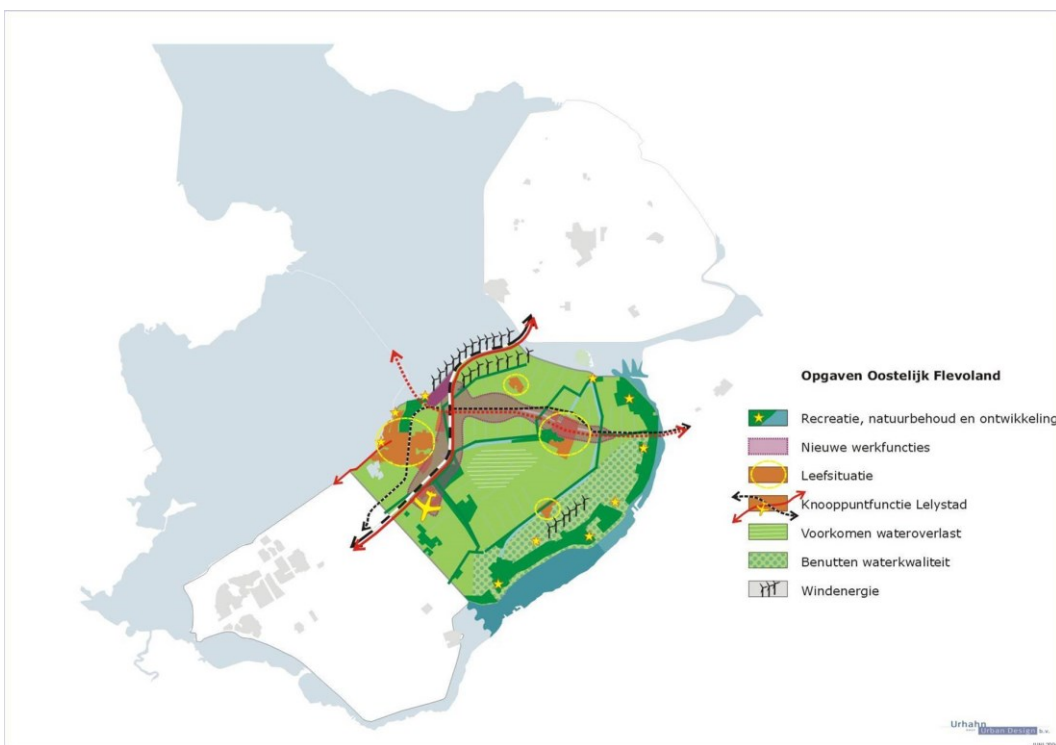 Opgaven Oostelijk Flevoland
Recreatie, natuurbehoud en ontwikkeling
Nieuwe werkfuncties
Leefsituatie
Knooppuntfunctie Lelystad
Voorkomen wateroverlast
Benutten waterkwaliteit
Windenergie
Urhahn
Urban Design b.v.